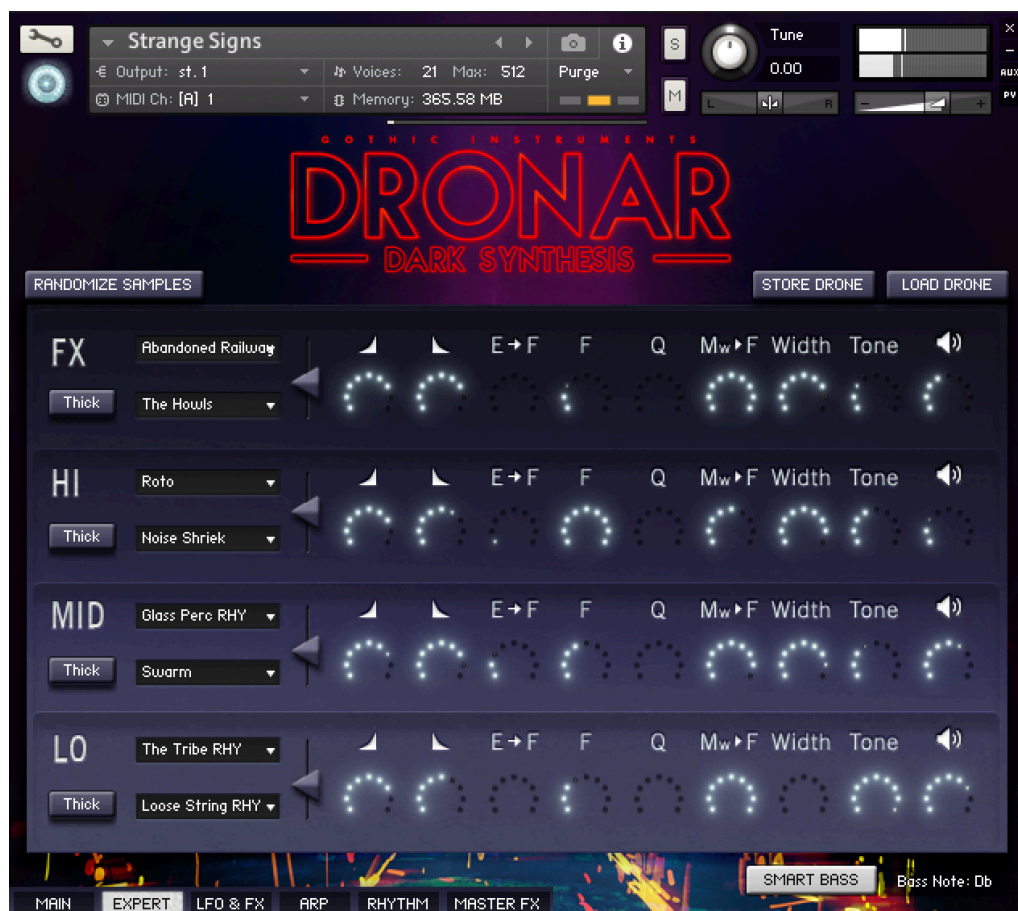 Strange Signs
Output: st.1
Voices: 21 Max: 512
Purge
MIDI Ch: [A] 1
Memory: 365.58 MB
S
M
Tune
0.00
L
R
-
+
X
-
AUX
PV
GOTHIC INSTRUMENTS
DRONAR
DARK SYNTHESIS
RANDOMIZE SAMPLES
STORE DRONE
LOAD DRONE
FX
Abandoned Railway
E→F F Q Mw▸F Width Tone
Thick
The Howls
HI
Roto
E→F F Q Mw▸F Width Tone
Thick
Noise Shriek
MID
Glass Perc RHY
E→F F Q Mw▸F Width Tone
Thick
Swarm
LO
The Tribe RHY
E→F F Q Mw▸F Width Tone
Thick
Loose String RHY
SMART BASS
Bass Note: Db
MAIN EXPERT LFO & FX ARP RHYTHM MASTER FX